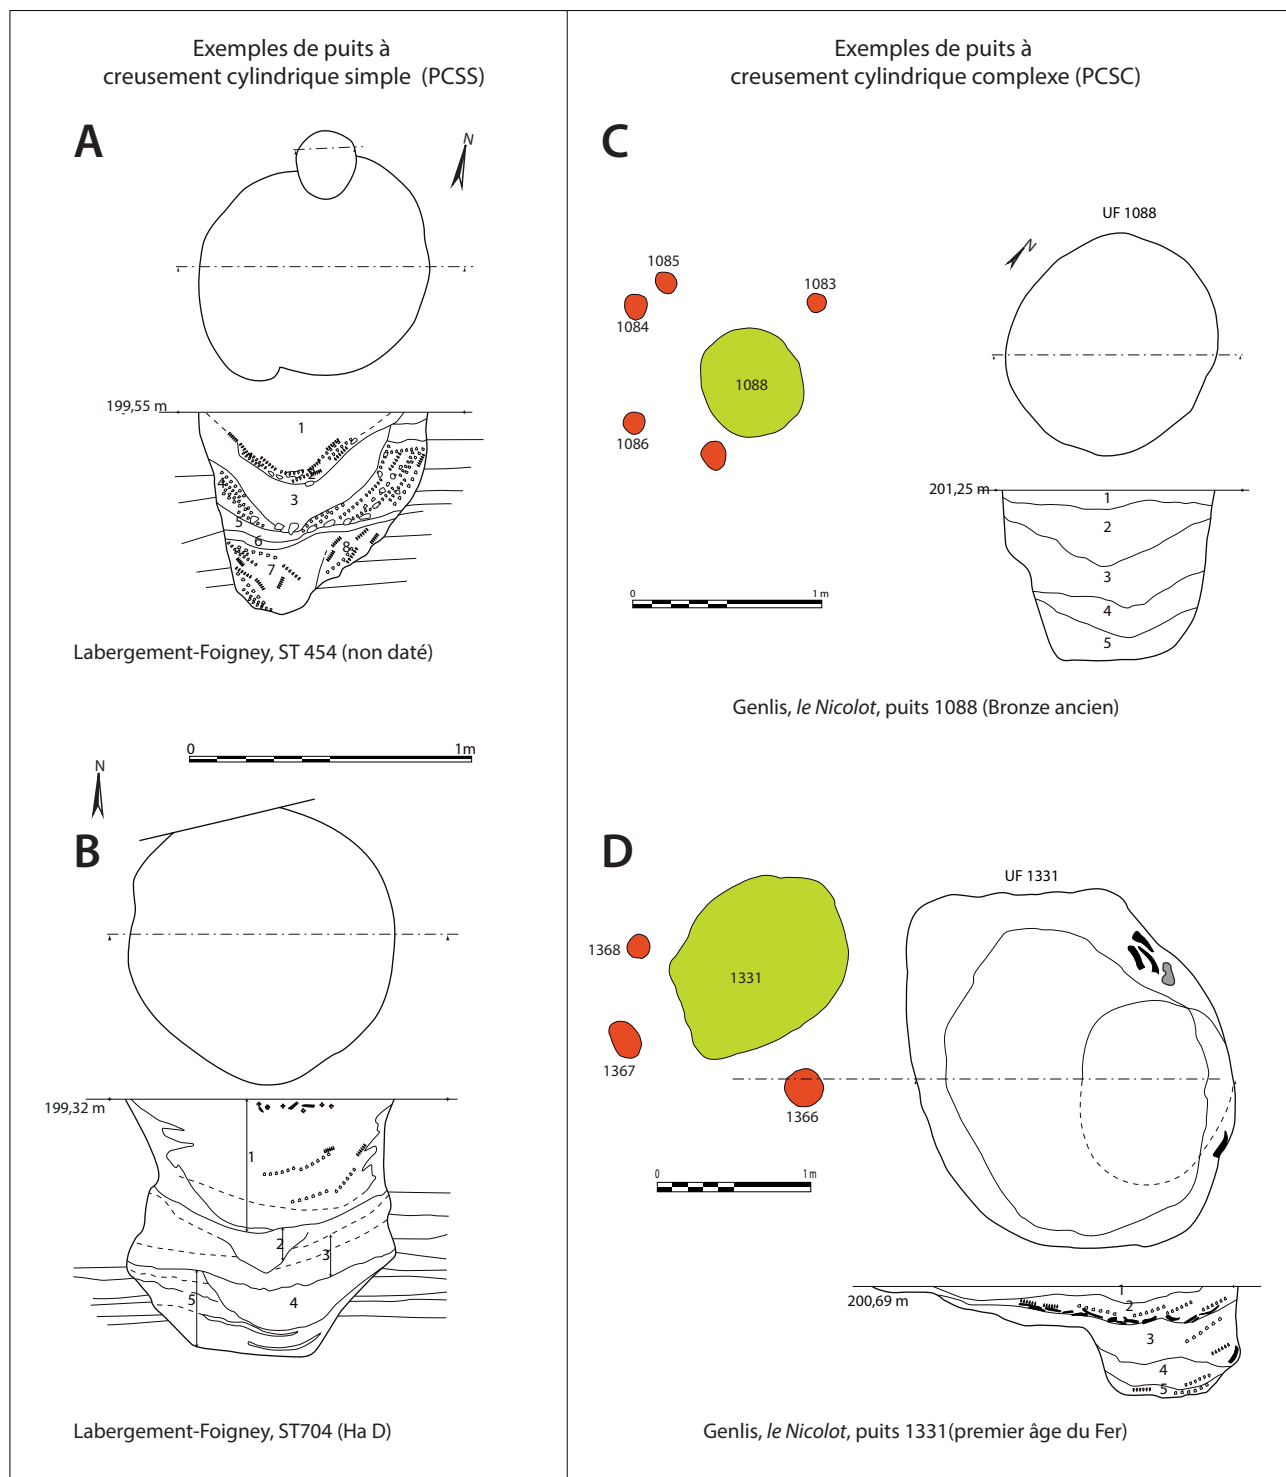 Exemples de puits à
creusement cylindrique simple (PCSS)
A
N
199,55 m
1
2
3
4
5
6
7
8
Labergement-Foigney, ST 454 (non daté)
0 1m
N
B
199,32 m
1
2
3
4
5
Labergement-Foigney, ST704 (Ha D)
Exemples de puits à
creusement cylindrique complexe (PCSC)
C
UF 1088
N
1085
1083
1084
1088
1086
201,25 m
1
2
3
4
5
0 1 m
Genlis, le Nicolot, puits 1088 (Bronze ancien)
D
UF 1331
1368
1331
1367
1366
0 1 m
200,69 m
1
2
3
4
5
Genlis, le Nicolot, puits 1331(premier âge du Fer)